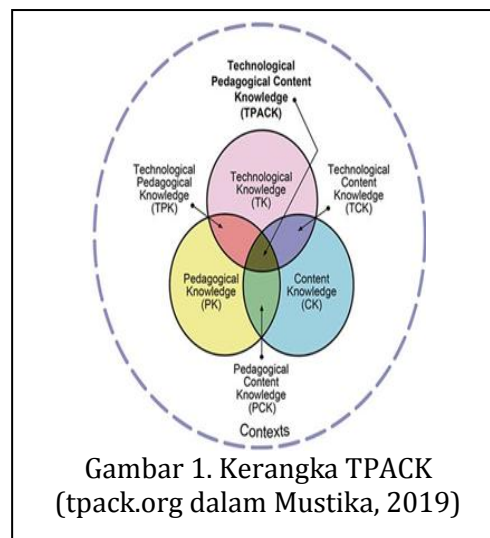 Technological
Pedagogical Content
Knowledge
(TPACK)
Technological
Pedagogical
Knowledge
(TPK)
Technological
Knowledge
(TK)
Technological
Content
Knowledge
(TCK)
Pedagogical
Knowledge
(PK)
Content
Knowledge
(CK)
Pedagogical
Content
Knowledge
(PCK)
Contexts
Gambar 1. Kerangka TPACK
(tpack.org dalam Mustika, 2019)